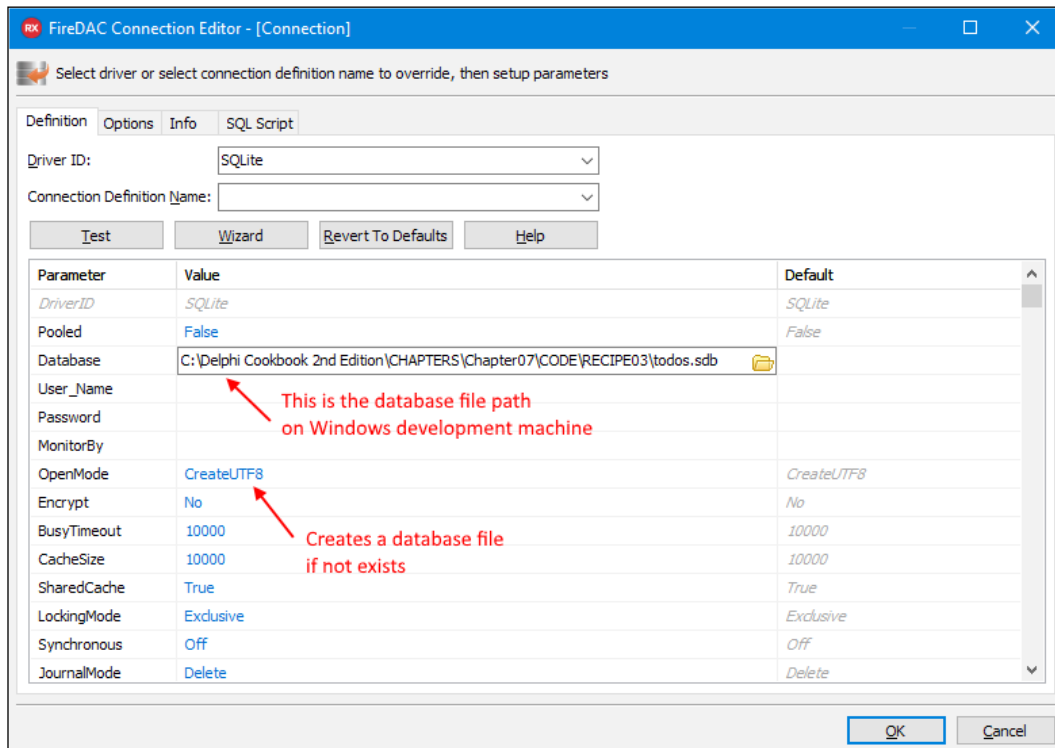 RX FireDAC Connection Editor - [Connection]
Select driver or select connection definition name to override, then setup parameters
Definition Options Info SQL Script
Driver ID: SQLite
Connection Definition Name:
Test Wizard Revert To Defaults Help
Parameter Value Default
DriverID SQLite SQLite
Pooled False False
Database C:\Delphi Cookbook 2nd Edition\CHAPTERS\Chapter07\CODE\RECIPE03\todos.sdb
User_Name
This is the database file path
on Windows development machine
Password
MonitorBy
OpenMode CreateUTF8 CreateUTF8
Encrypt No No
BusyTimeout 10000 10000
Creates a database file
if not exists
CacheSize 10000 10000
SharedCache True True
LockingMode Exclusive Exclusive
Synchronous Off Off
JournalMode Delete Delete
OK Cancel